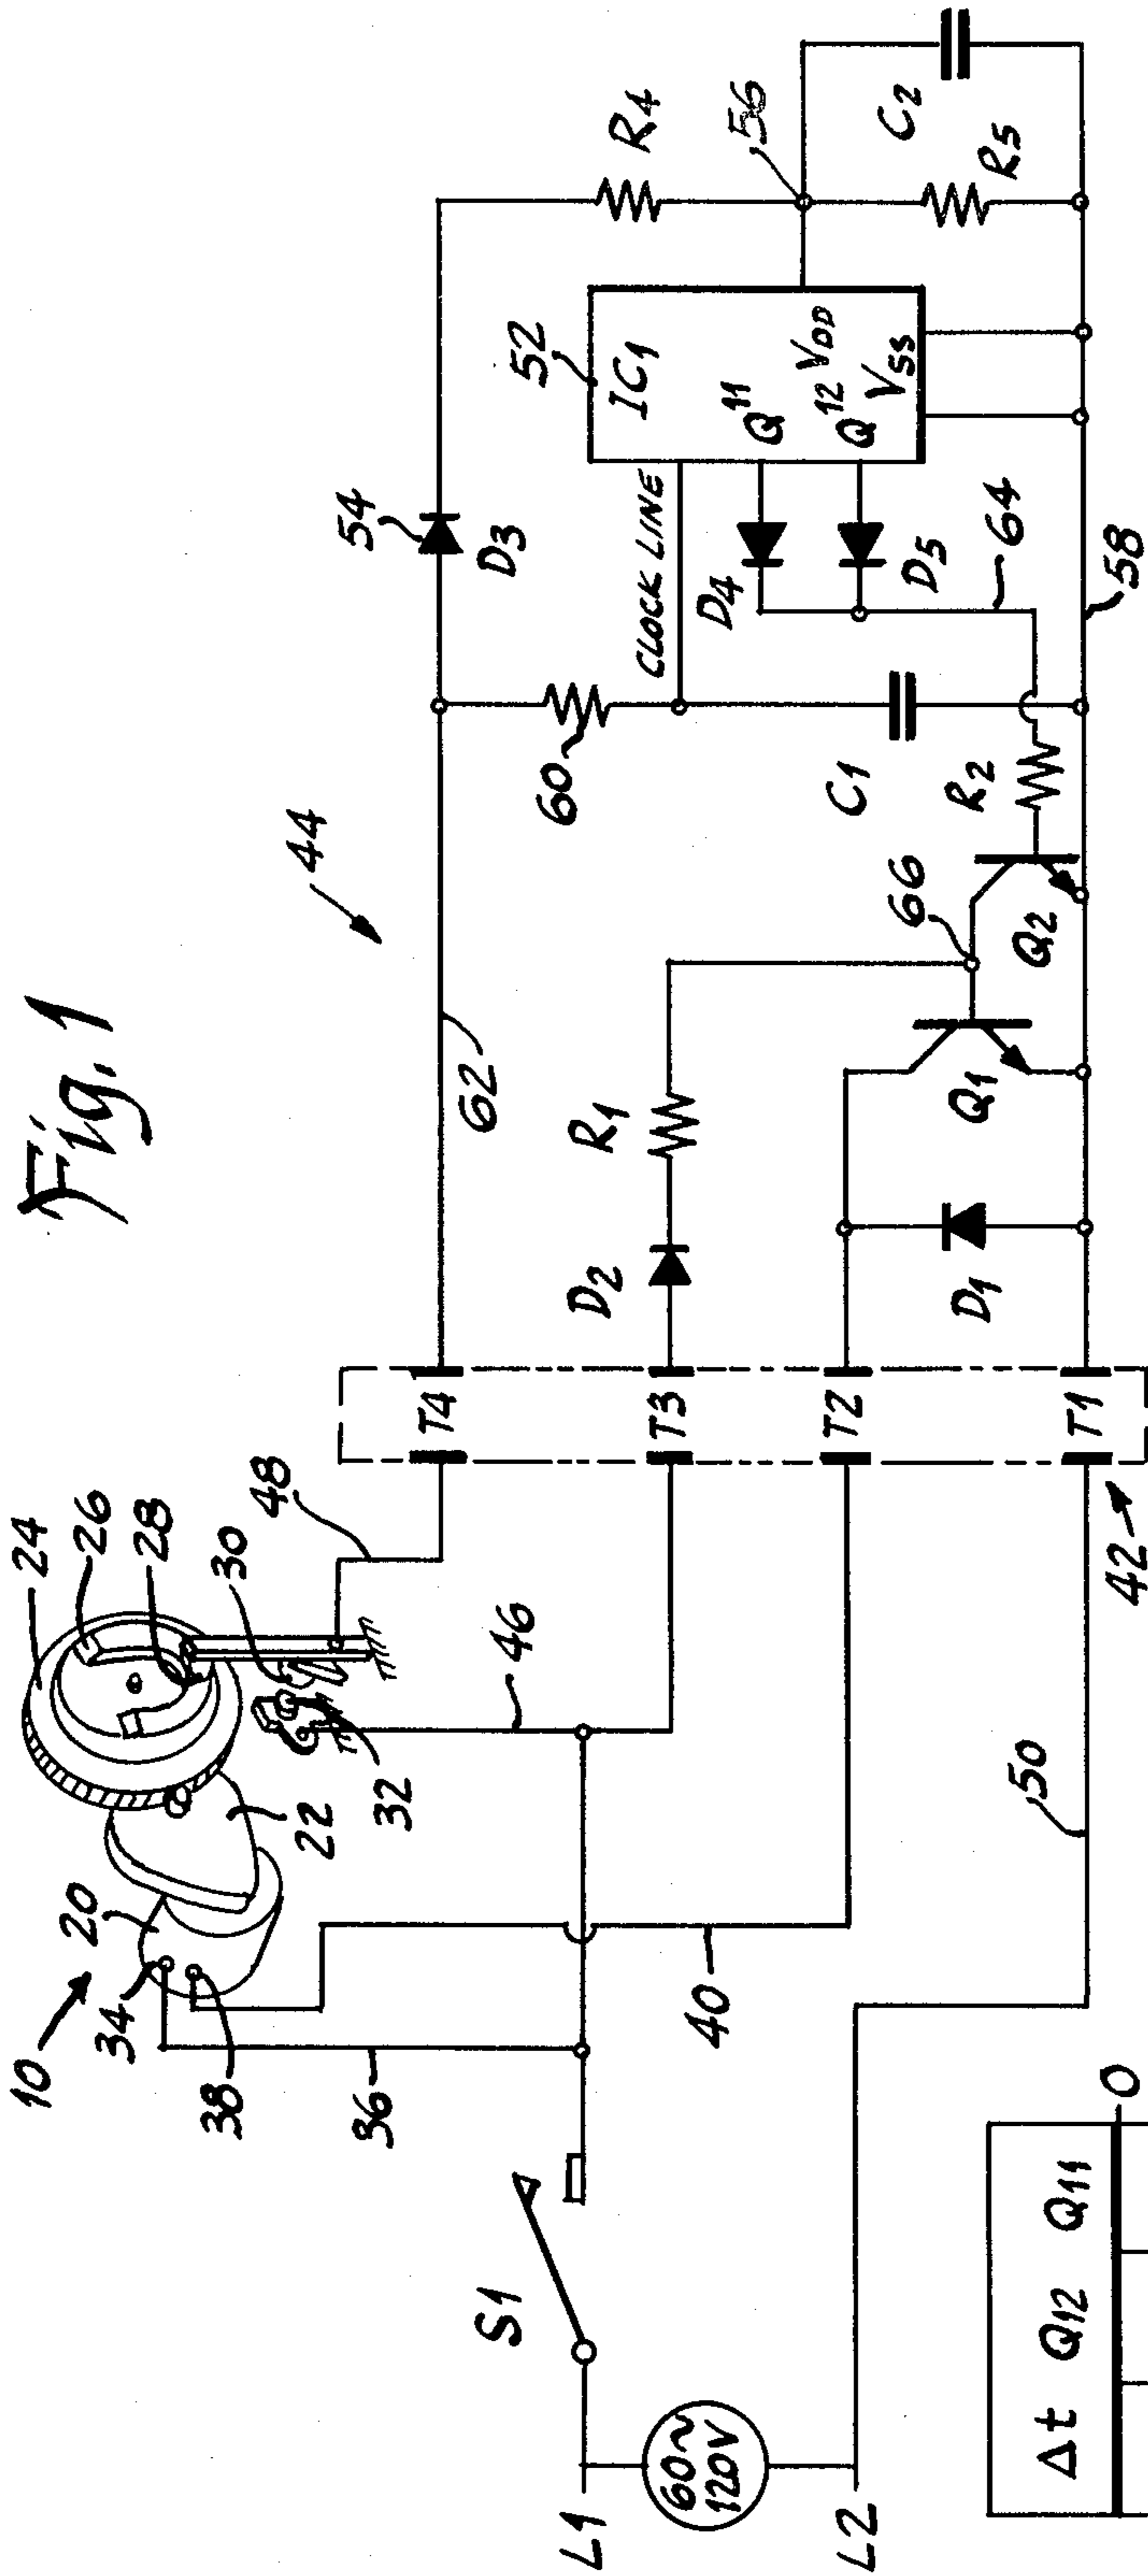 Fig. 1
44
62
54
D3
R4
56
C2
R5
52
IC1
Q11
Q12 VDD
VSS
CLOCK LINE
60
D4
D5
64
58
C1
R2
66
Q2
Q1
R1
D2
D1
T4
T3
T2
T1
42
10
20
34
38
36
22
24
26
28
30
32
48
46
40
50
S1
L1
60~
120V
L2
Δt Q12 Q11
0